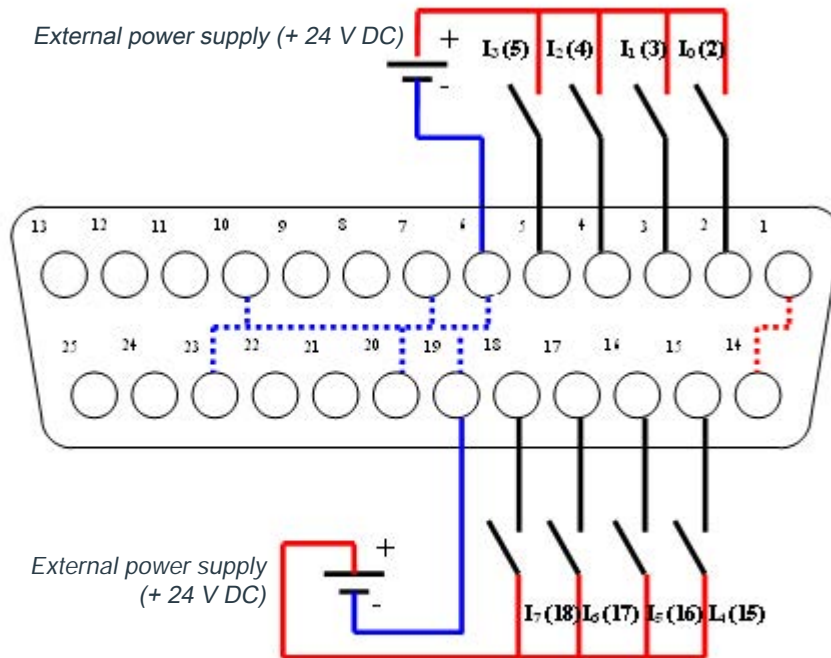 External power supply (+ 24 V DC)
+
-
I₃ (5) I₂ (4) I₁ (3) I₀ (2)
13 12 11 10 9 8 7 6 5 4 3 2 1
25 24 23 22 21 20 19 18 17 16 15 14
External power supply
(+ 24 V DC)
+
-
I₇ (18) I₆ (17) I₅ (16) I₄ (15)